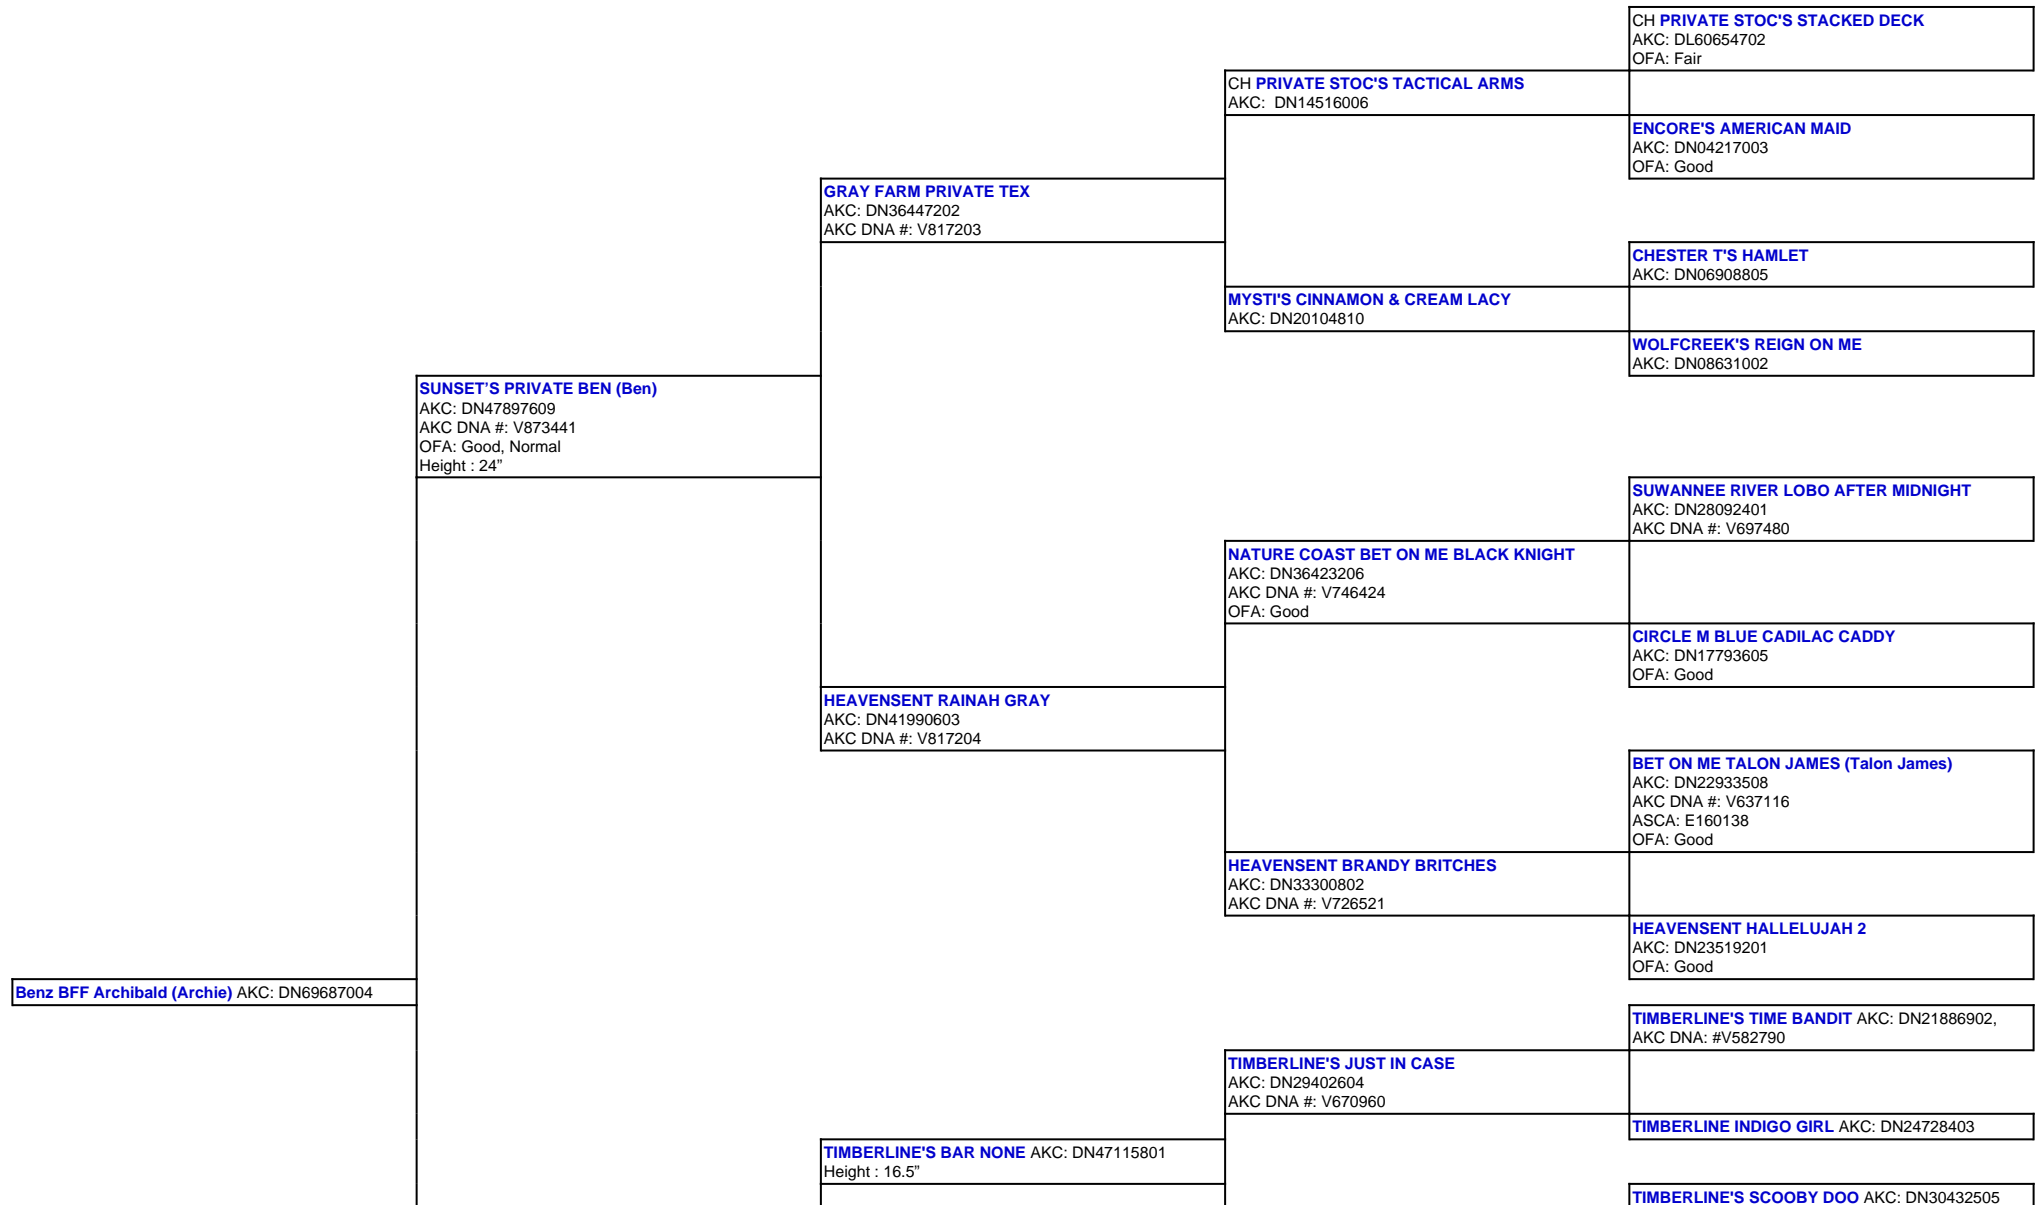 CH PRIVATE STOC'S STACKED DECK
AKC: DL60654702
OFA: Fair
CH PRIVATE STOC'S TACTICAL ARMS
AKC:  DN14516006
ENCORE'S AMERICAN MAID
AKC: DN04217003
OFA: Good
GRAY FARM PRIVATE TEX
AKC: DN36447202
AKC DNA #: V817203
CHESTER T'S HAMLET
AKC: DN06908805
MYSTI'S CINNAMON & CREAM LACY
AKC: DN20104810
WOLFCREEK'S REIGN ON ME
AKC: DN08631002
SUNSET’S PRIVATE BEN (Ben)
AKC: DN47897609
AKC DNA #: V873441
OFA: Good, Normal
Height : 24”
SUWANNEE RIVER LOBO AFTER MIDNIGHT
AKC: DN28092401
AKC DNA #: V697480
NATURE COAST BET ON ME BLACK KNIGHT
AKC: DN36423206
AKC DNA #: V746424
OFA: Good
CIRCLE M BLUE CADILAC CADDY
AKC: DN17793605
OFA: Good
HEAVENSENT RAINAH GRAY
AKC: DN41990603
AKC DNA #: V817204
BET ON ME TALON JAMES (Talon James)
AKC: DN22933508
AKC DNA #: V637116
ASCA: E160138
OFA: Good
HEAVENSENT BRANDY BRITCHES
AKC: DN33300802
AKC DNA #: V726521
HEAVENSENT HALLELUJAH 2
AKC: DN23519201
OFA: Good
Benz BFF Archibald (Archie) AKC: DN69687004
TIMBERLINE'S TIME BANDIT AKC: DN21886902,
AKC DNA: #V582790
TIMBERLINE'S JUST IN CASE
AKC: DN29402604
AKC DNA #: V670960
TIMBERLINE INDIGO GIRL AKC: DN24728403
TIMBERLINE'S BAR NONE AKC: DN47115801
Height : 16.5”
TIMBERLINE'S SCOOBY DOO AKC: DN30432505